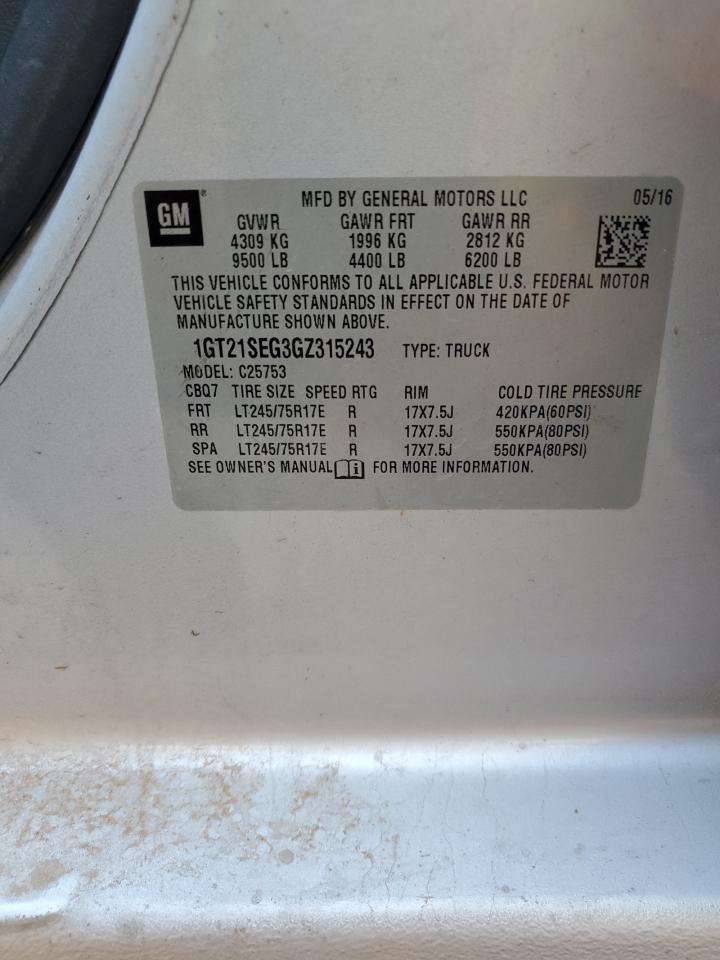 GM® MFD BY GENERAL MOTORS LLC 05/16
GVWR GAWR FRT GAWR RR
4309 KG 1996 KG 2812 KG
9500 LB 4400 LB 6200 LB
THIS VEHICLE CONFORMS TO ALL APPLICABLE U.S. FEDERAL MOTOR
VEHICLE SAFETY STANDARDS IN EFFECT ON THE DATE OF
MANUFACTURE SHOWN ABOVE.
1GT21SEG3GZ315243 TYPE: TRUCK
MODEL: C25753
CBQ7 TIRE SIZE SPEED RTG RIM COLD TIRE PRESSURE
FRT LT245/75R17E R 17X7.5J 420KPA(60PSI)
RR LT245/75R17E R 17X7.5J 550KPA(80PSI)
SPA LT245/75R17E R 17X7.5J 550KPA(80PSI)
SEE OWNER'S MANUAL i FOR MORE INFORMATION.